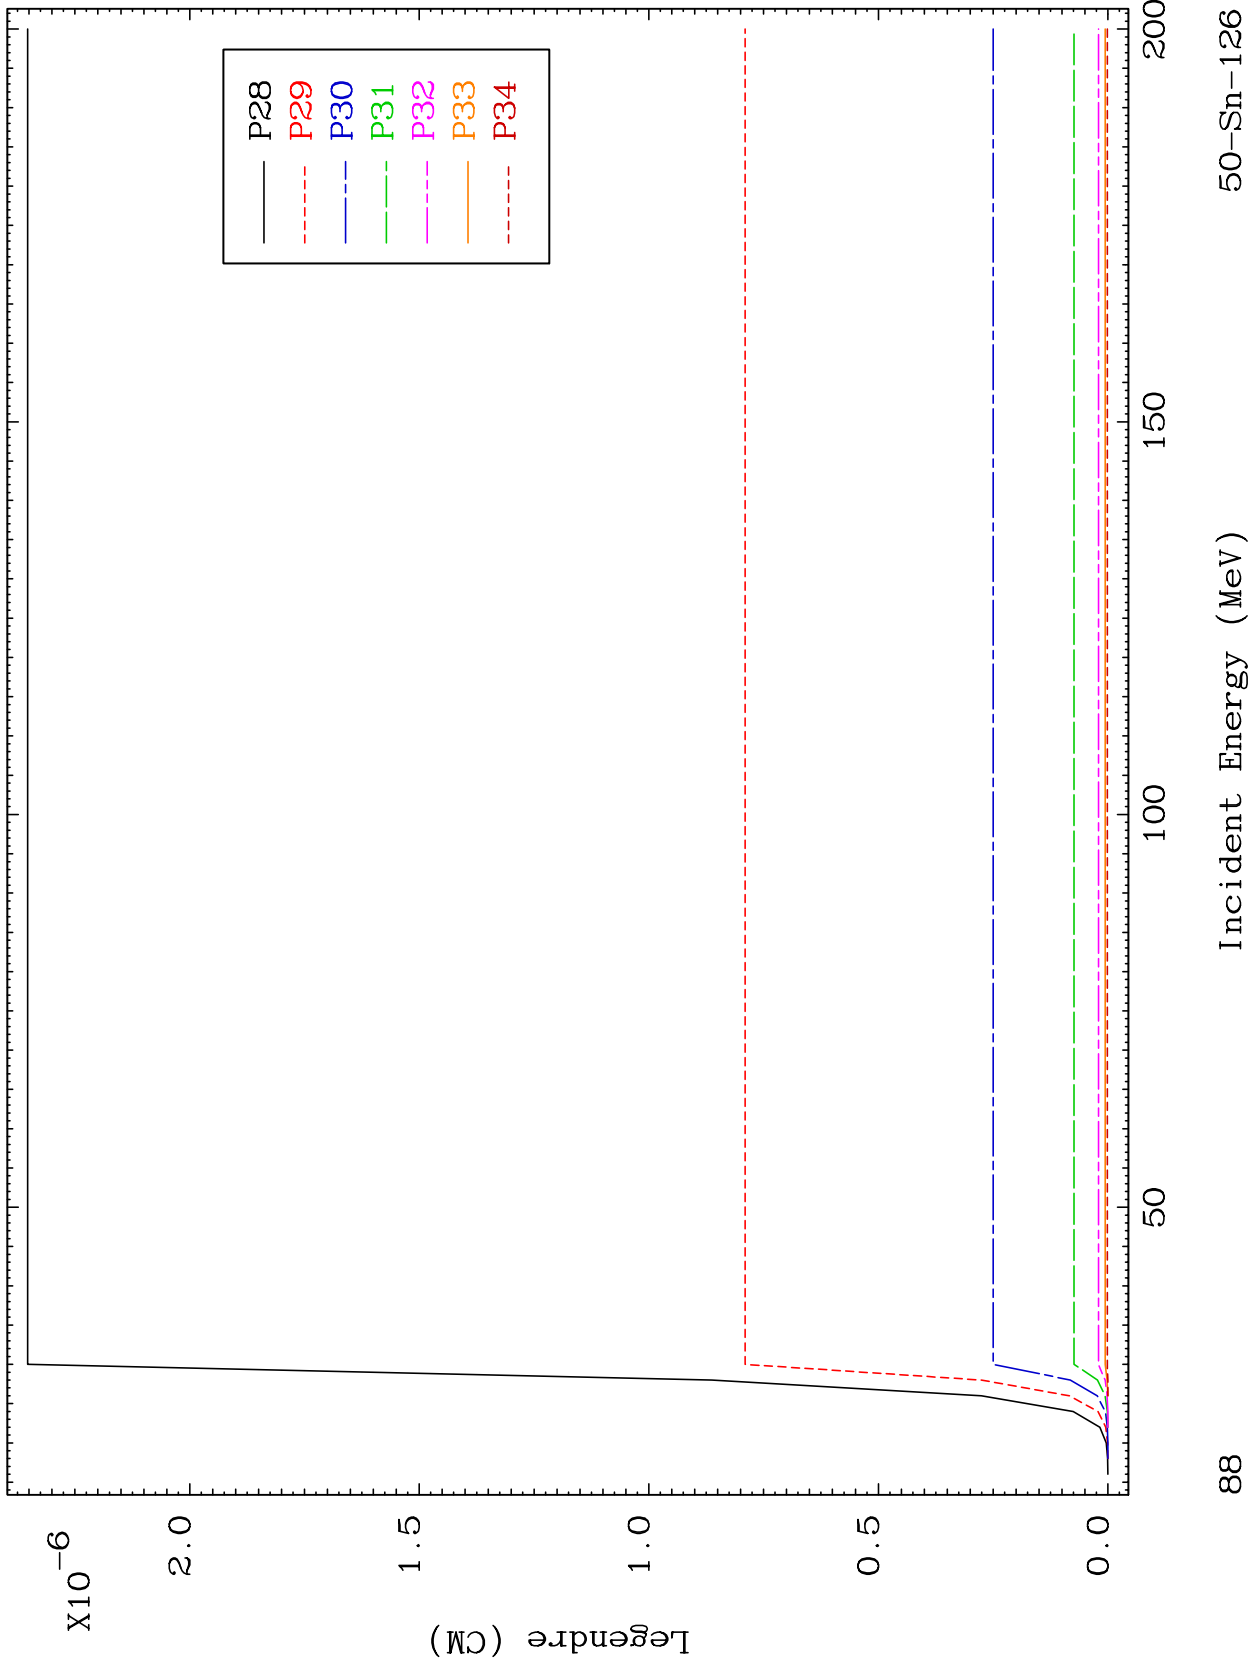 X10-6
2.0
1.5
1.0
0.5
0.0
Legendre (CM)
P28
P29
P30
P31
P32
P33
P34
50
100
150
200
Incident Energy (MeV)
88
50-Sn-126